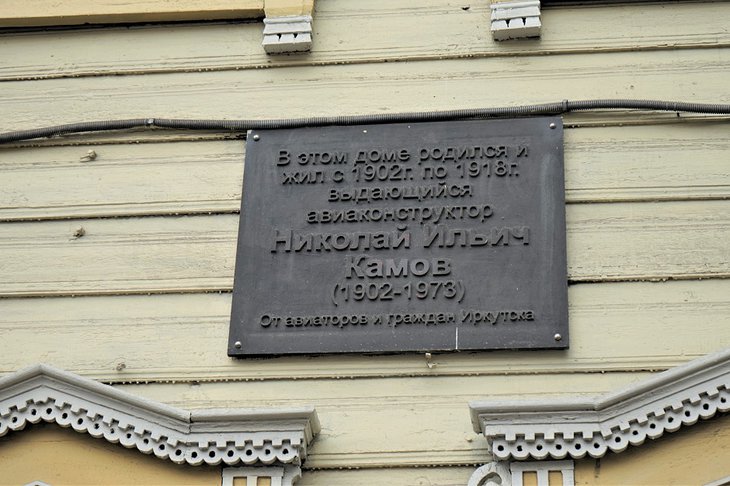 В этом доме родился и
жил с 1902г. по 1918г.
выдающийся
авиаконструктор
Николай Ильич
Камов
(1902-1973)
От авиаторов и граждан Иркутска